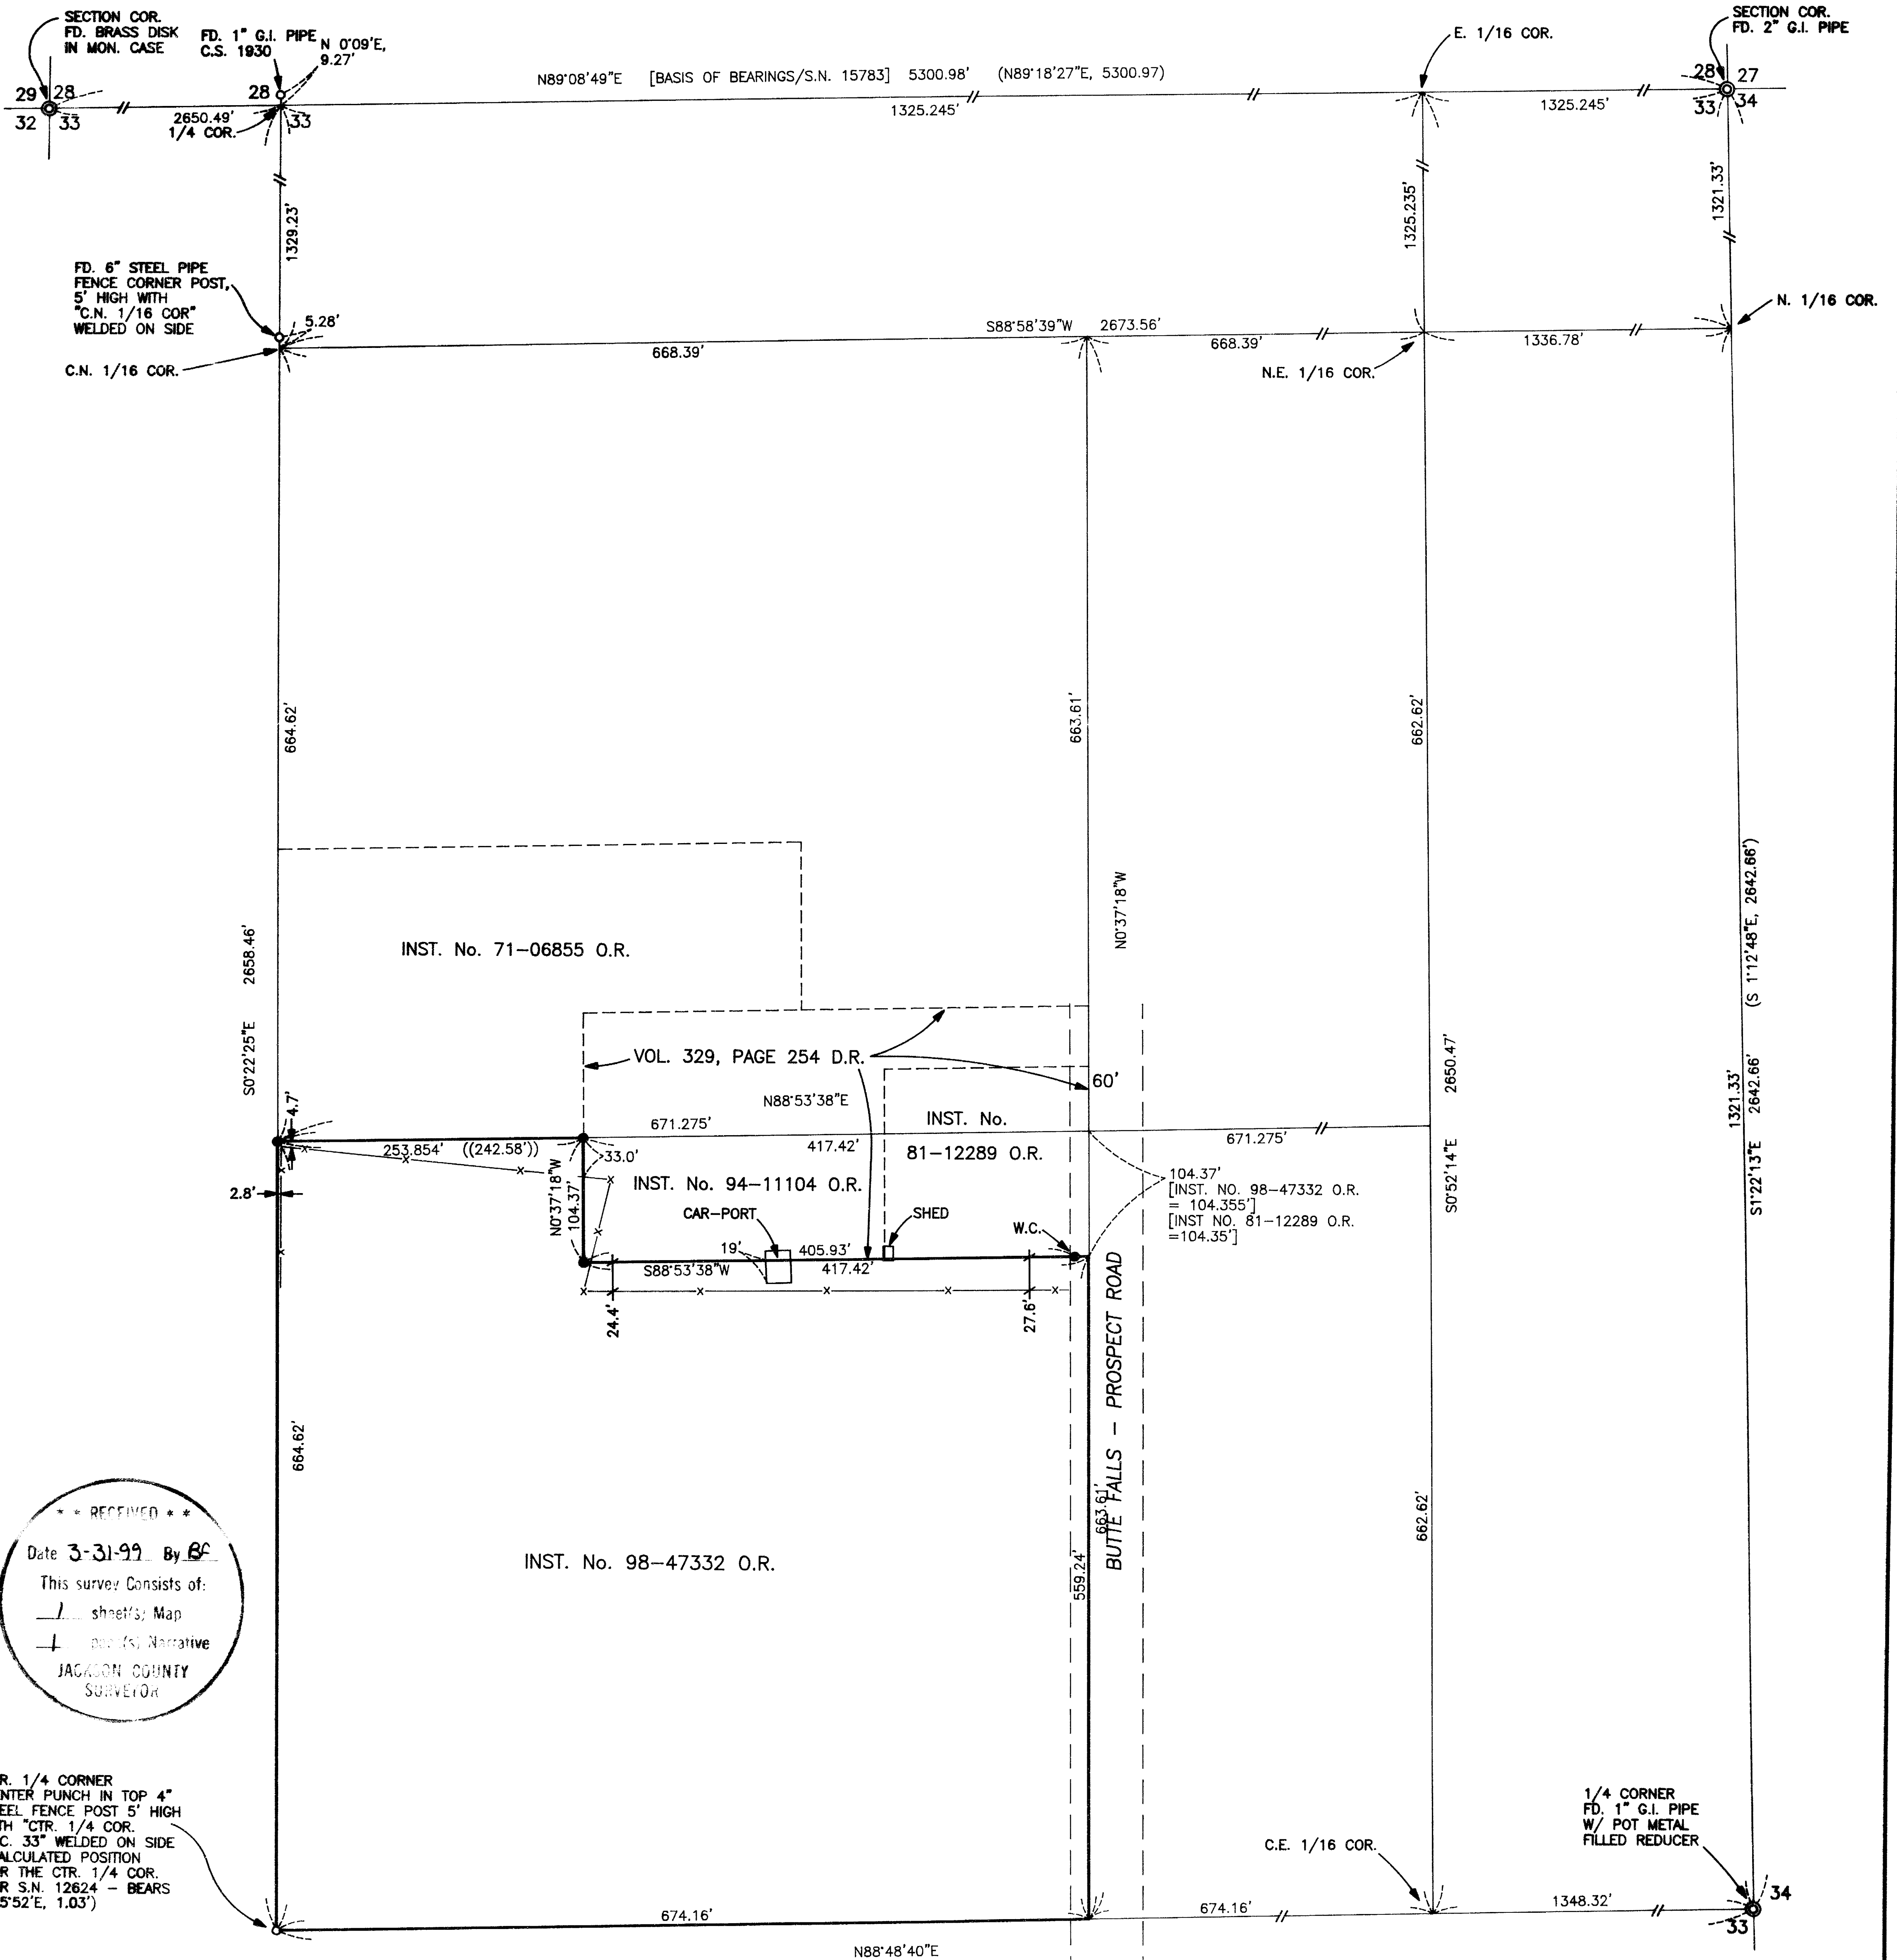 SECTION COR.
FD. BRASS DISK
IN MON. CASE
FD. 1" G.I. PIPE
C.S. 1930
N 0°09'E,
9.27'
N89°08'49"E [BASIS OF BEARINGS/S.N. 15783] 5300.98' (N89°18'27"E, 5300.97)
E. 1/16 COR.
SECTION COR.
FD. 2" G.I. PIPE
29 28
32 33
28
33
2650.49'
1/4 COR.
1325.245'
1325.245'
28 27
33 34
1329.23'
1325.235'
1321.33'
FD. 6" STEEL PIPE
FENCE CORNER POST,
5' HIGH WITH
"C.N. 1/16 COR"
WELDED ON SIDE
5.28'
C.N. 1/16 COR.
668.39'
S88°58'39"W 2673.56'
668.39'
1336.78'
N. 1/16 COR.
N.E. 1/16 COR.
664.62'
663.61'
662.62'
S0°22'25"E 2658.46'
N0°37'18"W
(S 1°12'48"E, 2642.66')
INST. No. 71-06855 O.R.
VOL. 329, PAGE 254 D.R.
60'
S0°52'14"E 2650.47'
1321.33'
S1°22'13"E 2642.66'
4.7'
N88°53'38"E
671.275'
253.854' ((242.58'))
417.42'
INST. No.
81-12289 O.R.
671.275'
33.0'
2.8'
N0°37'18"W
104.37'
INST. No. 94-11104 O.R.
104.37'
[INST. NO. 98-47332 O.R.
= 104.355']
[INST NO. 81-12289 O.R.
=104.35']
CAR-PORT
SHED
W.C.
19'
405.93'
S88°53'38"W
417.42'
24.4'
27.6'
BUTTE FALLS - PROSPECT ROAD
664.62'
663.61'
559.24'
662.62'
INST. No. 98-47332 O.R.
* * RECEIVED * *
Date 3-31-99 By BF
This survey Consists of:
1 sheet(s) Map
1 Narrative
JACKSON COUNTY
SURVEYOR
R. 1/4 CORNER
NTER PUNCH IN TOP 4"
EEL FENCE POST 5' HIGH
TH "CTR. 1/4 COR.
C. 33" WELDED ON SIDE
ALCULATED POSITION
R THE CTR. 1/4 COR.
R S.N. 12624 - BEARS
5°52'E, 1.03')
1/4 CORNER
FD. 1" G.I. PIPE
W/ POT METAL
FILLED REDUCER
C.E. 1/16 COR.
674.16'
674.16'
1348.32'
34
33
N88°48'40"E